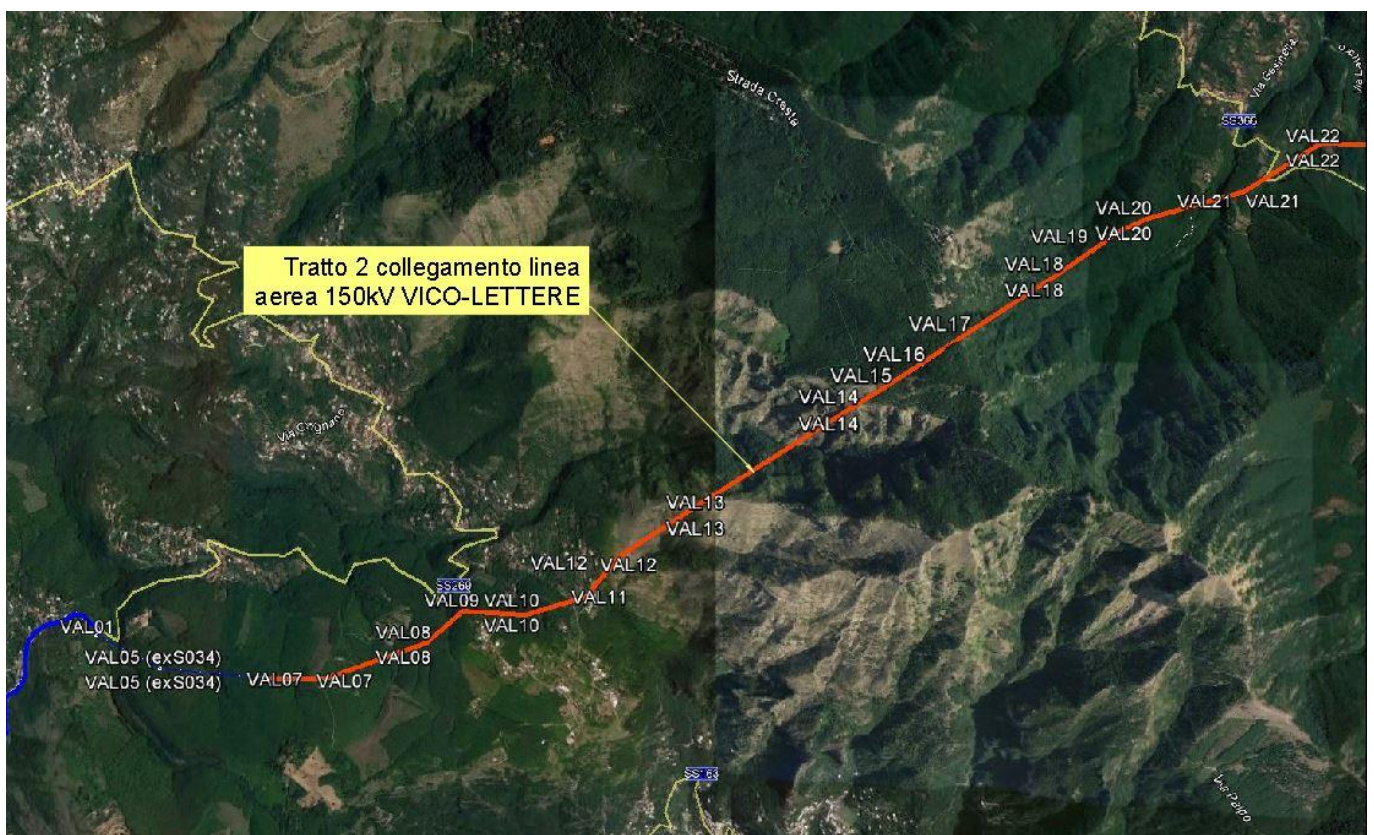 Strada Cresta
Via Gesinella
SS366
VAL22
VAL22
VAL21
VAL21
VAL20
VAL20
VAL19
VAL18
VAL18
VAL17
VAL16
VAL15
VAL14
VAL14
Tratto 2 collegamento linea
aerea 150kV VICO-LETTERE
VAL13
VAL13
VAL12
VAL12
VAL11
SS269
VAL09
VAL10
VAL10
VAL08
VAL08
VAL01
VAL05 (exS034)
VAL05 (exS034)
VAL07
VAL07
SS163